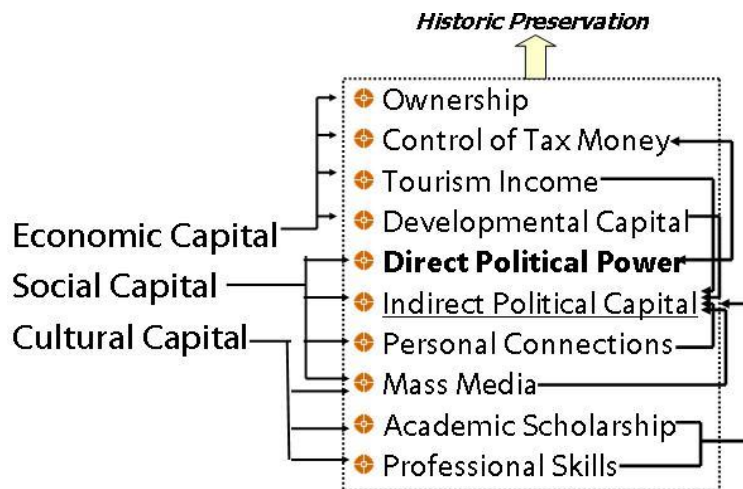 Historic Preservation
Ownership
Control of Tax Money
Tourism Income
Developmental Capital
Economic Capital
Direct Political Power
Social Capital
Indirect Political Capital
Cultural Capital
Personal Connections
Mass Media
Academic Scholarship
Professional Skills